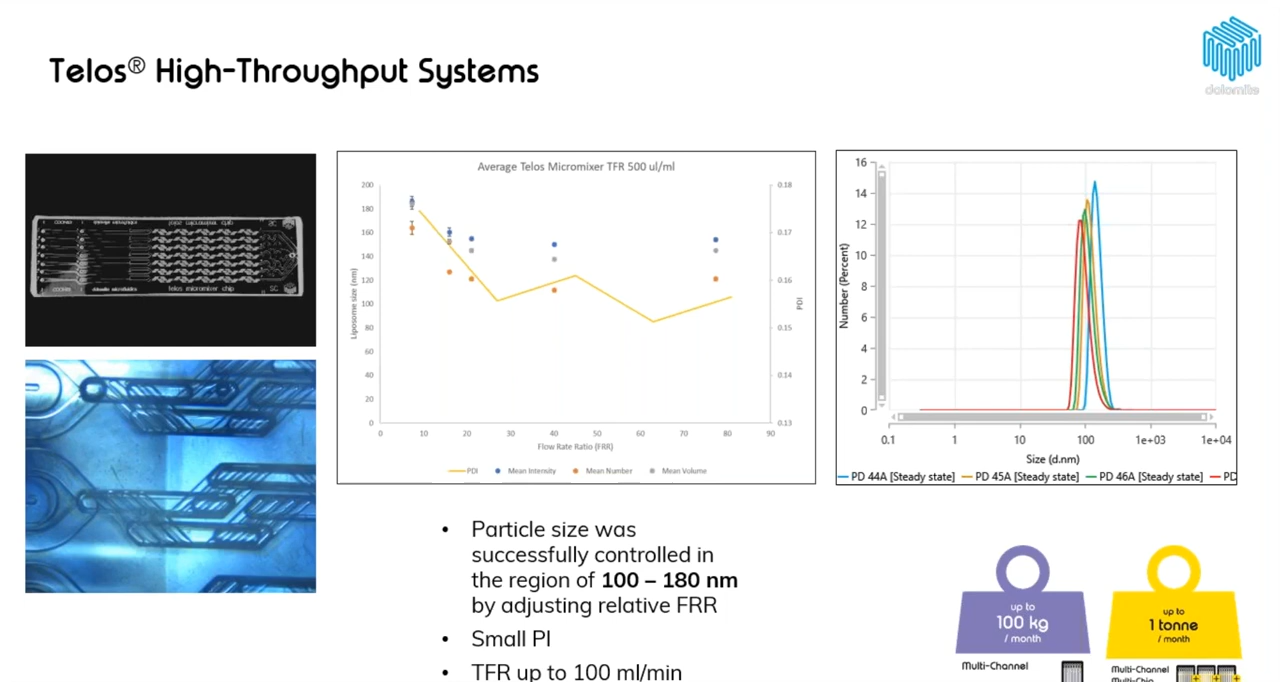 Telos® High-Throughput Systems
dolomite
telos micromixer chip
Average Telos Micromixer TFR 500 ul/ml
Liposome size (nm)
200
180
160
140
120
100
80
60
40
20
0
0.18
0.17
0.16
0.15
0.14
0.13
PDI
0 10 20 30 40 50 60 70 80 90
Flow Rate Ratio (FRR)
PDI Mean Intensity Mean Number Mean Volume
Number (Percent)
16
14
12
10
8
6
4
2
0
0.1 1 10 100 1e+03 1e+04
Size (d.nm)
PD 44A [Steady state] PD 45A [Steady state] PD 46A [Steady state] PD
• Particle size was
successfully controlled in
the region of 100 – 180 nm
by adjusting relative FRR
• Small PI
• TFR up to 100 ml/min
up to
100 kg
/ month
Multi-Channel
up to
1 tonne
/ month
Multi-Channel
Multi-Chip